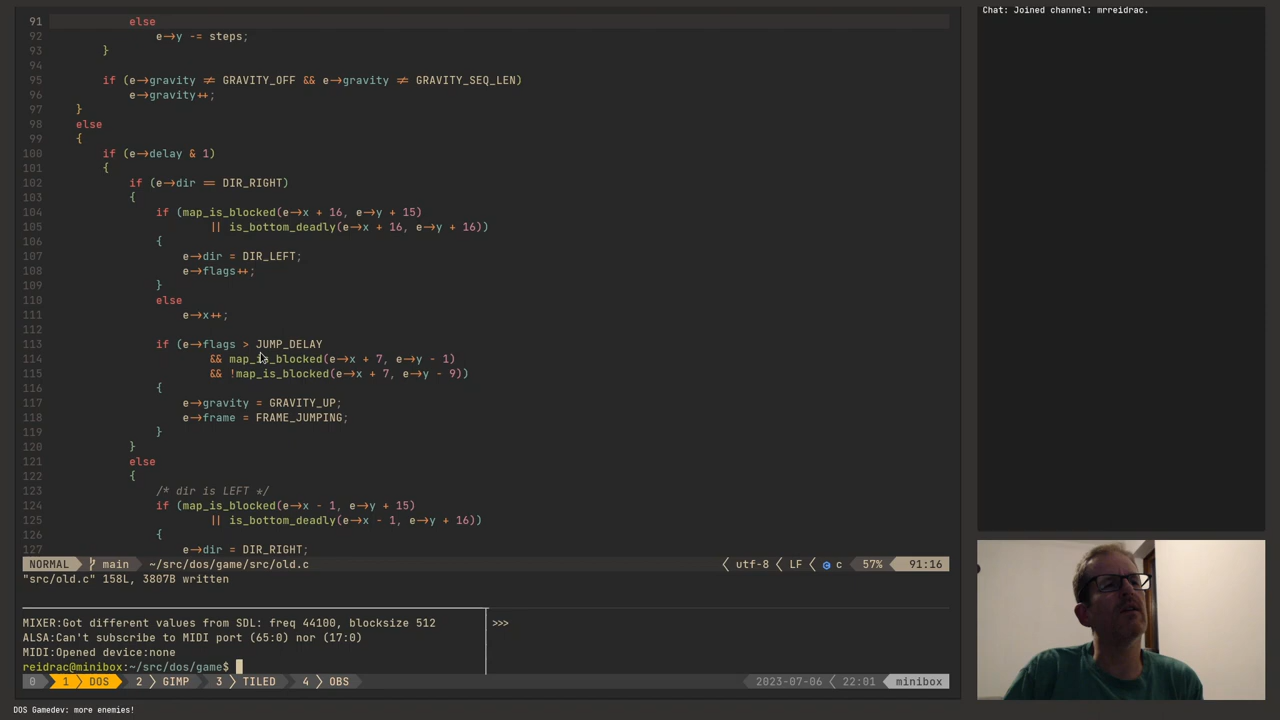 91 else
92 e->y -= steps;
93 }
94
95 if (e->gravity != GRAVITY_OFF && e->gravity != GRAVITY_SEQ_LEN)
96 e->gravity++;
97 }
98 else
99 {
100 if (e->delay & 1)
101 {
102 if (e->dir == DIR_RIGHT)
103 {
104 if (map_is_blocked(e->x + 16, e->y + 15)
105 || is_bottom_deadly(e->x + 16, e->y + 16))
106 {
107 e->dir = DIR_LEFT;
108 e->flags++;
109 }
110 else
111 e->x++;
112
113 if (e->flags > JUMP_DELAY
114 && map_is_blocked(e->x + 7, e->y - 1)
115 && !map_is_blocked(e->x + 7, e->y - 9))
116 {
117 e->gravity = GRAVITY_UP;
118 e->frame = FRAME_JUMPING;
119 }
120 }
121 else
122 {
123 /* dir is LEFT */
124 if (map_is_blocked(e->x - 1, e->y + 15)
125 || is_bottom_deadly(e->x - 1, e->y + 16))
126 {
127 e->dir = DIR_RIGHT;
NORMAL main ~/src/dos/game/src/old.c utf-8 LF c 57% 91:16
"src/old.c" 158L, 3807B written
MIXER:Got different values from SDL: freq 44100, blocksize 512
ALSA:Can't subscribe to MIDI port (65:0) nor (17:0)
MIDI:Opened device:none
reidrac@minibox:~/src/dos/game$
>>>
0 1 DOS 2 GIMP 3 TILED 4 OBS 2023-07-06 22:01 minibox
DOS Gamedev: more enemies!
Chat: Joined channel: mrreidrac.